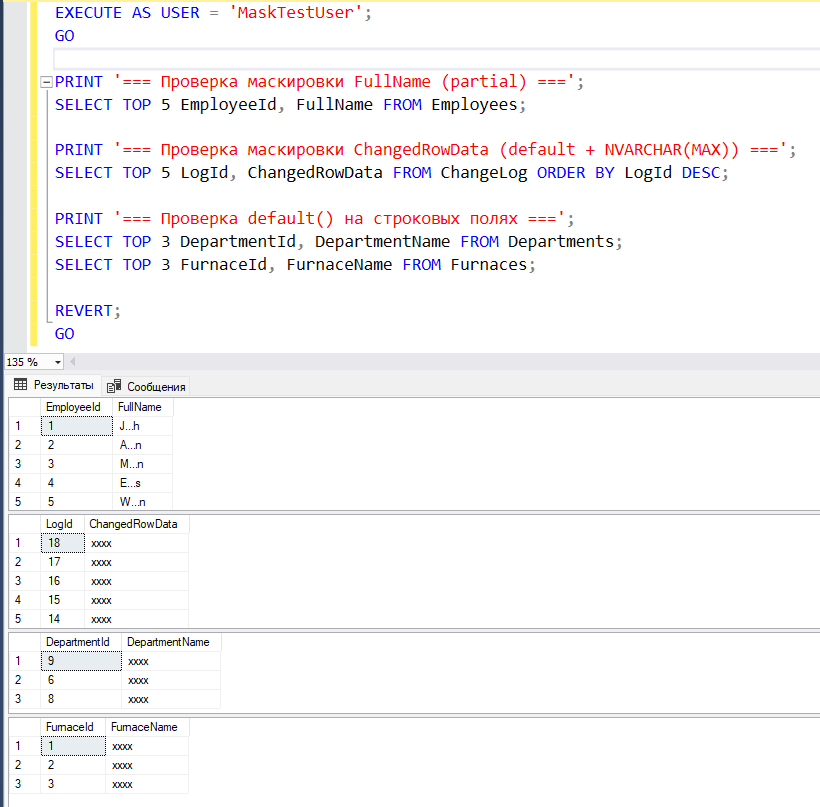 EXECUTE AS USER = 'MaskTestUser';
GO
PRINT '=== Проверка маскировки FullName (partial) ===';
SELECT TOP 5 EmployeeId, FullName FROM Employees;
PRINT '=== Проверка маскировки ChangedRowData (default + NVARCHAR(MAX)) ===';
SELECT TOP 5 LogId, ChangedRowData FROM ChangeLog ORDER BY LogId DESC;
PRINT '=== Проверка default() на строковых полях ===';
SELECT TOP 3 DepartmentId, DepartmentName FROM Departments;
SELECT TOP 3 FurnaceId, FurnaceName FROM Furnaces;
REVERT;
GO
135 %
Результаты Сообщения
EmployeeId FullName
1 1 J...h
2 2 A...n
3 3 M...n
4 4 E...s
5 5 W...n
LogId ChangedRowData
1 18 xxxx
2 17 xxxx
3 16 xxxx
4 15 xxxx
5 14 xxxx
DepartmentId DepartmentName
1 9 xxxx
2 6 xxxx
3 8 xxxx
FurnaceId FurnaceName
1 1 xxxx
2 2 xxxx
3 3 xxxx